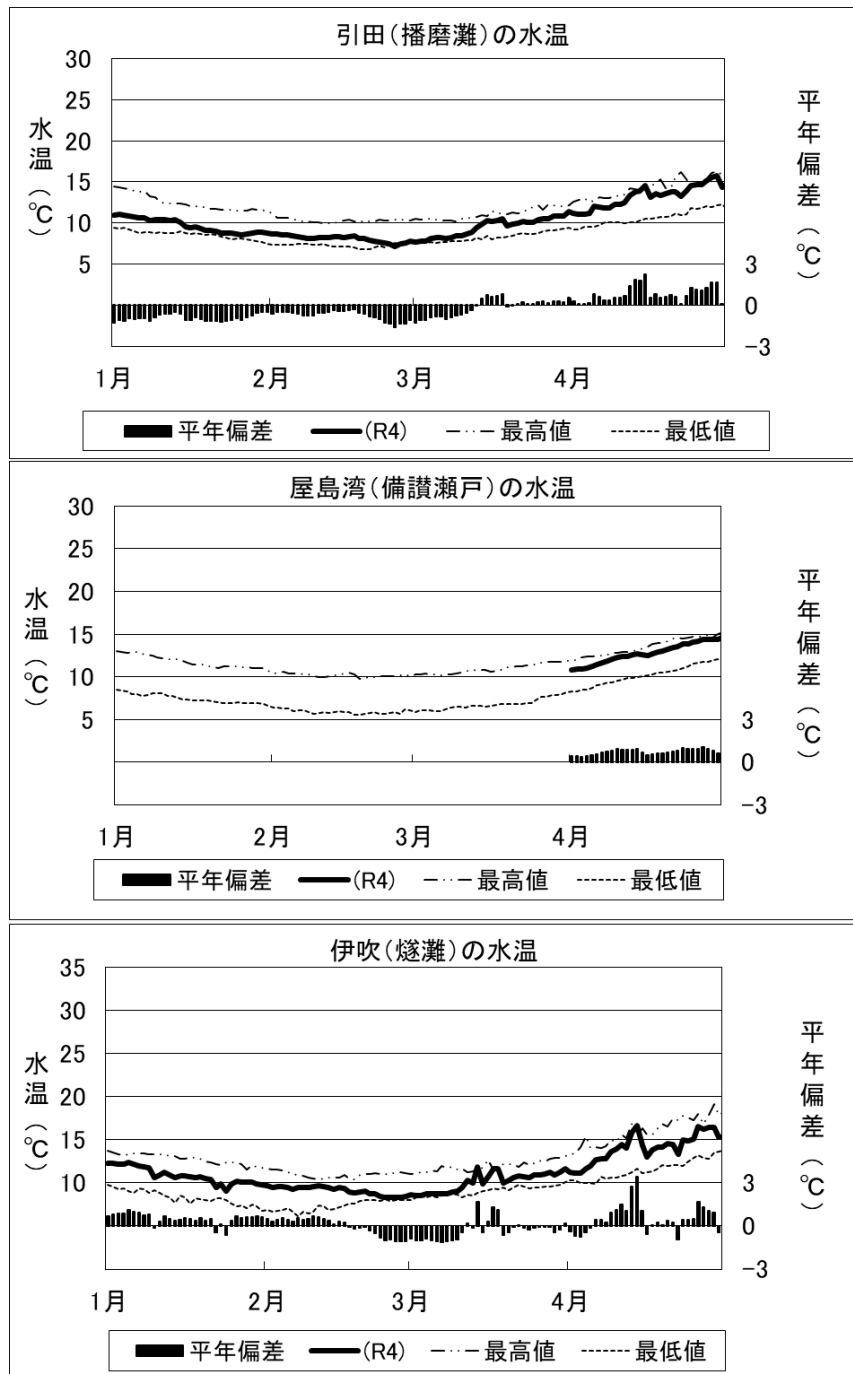 引田（播磨灘）の水温
30
25
20
15
10
5
水温（℃）
平年偏差（℃）
3
0
−3
1月 2月 3月 4月
平年偏差 (R4) 最高値 最低値
屋島湾（備讃瀬戸）の水温
30
25
20
15
10
5
水温（℃）
平年偏差（℃）
3
0
−3
1月 2月 3月 4月
平年偏差 (R4) 最高値 最低値
伊吹（燧灘）の水温
35
30
25
20
15
10
水温（℃）
平年偏差（℃）
3
0
−3
1月 2月 3月 4月
平年偏差 (R4) 最高値 最低値